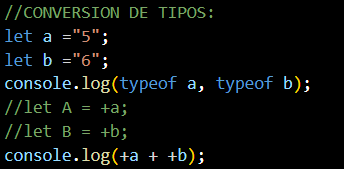 //CONVERSION DE TIPOS:
let a ="5";
let b ="6";
console.log(typeof a, typeof b);
//let A = +a;
//let B = +b;
console.log(+a + +b);